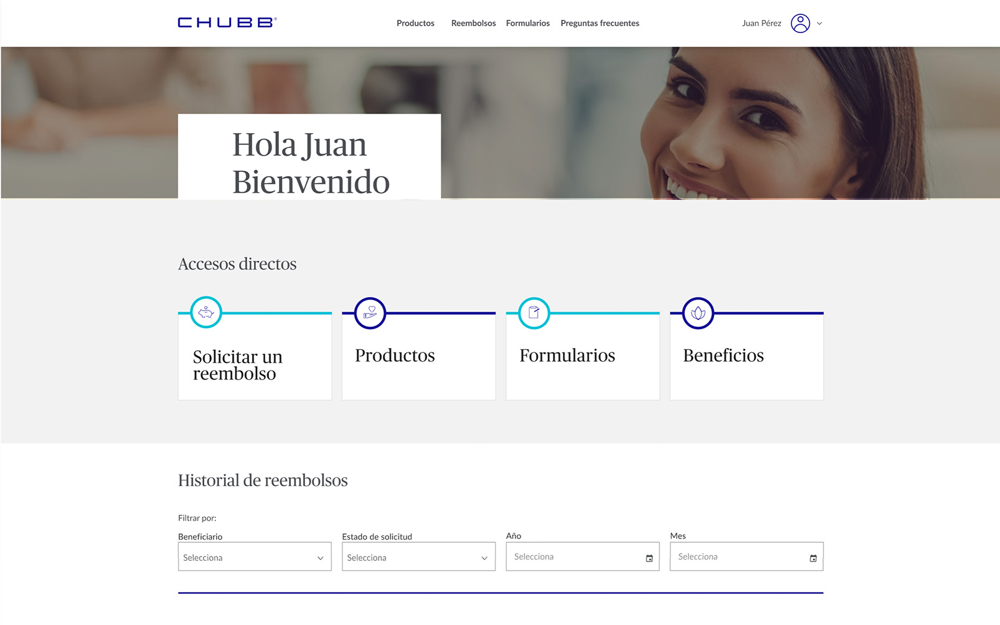 CHUBB®
Productos Reembolsos Formularios Preguntas frecuentes
Juan Pérez
Hola Juan
Bienvenido
Accesos directos
Solicitar un
reembolso
Productos
Formularios
Beneficios
Historial de reembolsos
Filtrar por:
Beneficiario
Selecciona
Estado de solicitud
Selecciona
Año
Selecciona
Mes
Selecciona